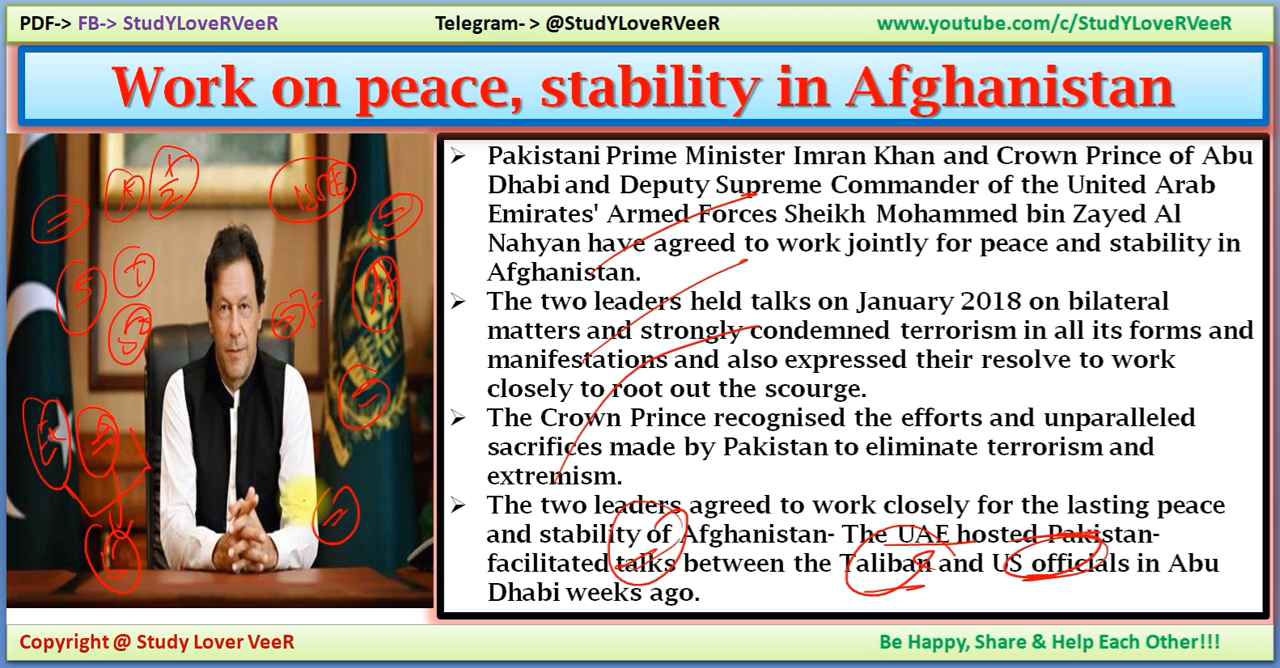 PDF-> FB-> StudYLoveRVeeR
Telegram- > @StudYLoveRVeeR
www.youtube.com/c/StudYLoveRVeeR
Work on peace, stability in Afghanistan
➢ Pakistani Prime Minister Imran Khan and Crown Prince of Abu
Dhabi and Deputy Supreme Commander of the United Arab
Emirates' Armed Forces Sheikh Mohammed bin Zayed Al
Nahyan have agreed to work jointly for peace and stability in
Afghanistan.
➢ The two leaders held talks on January 2018 on bilateral
matters and strongly condemned terrorism in all its forms and
manifestations and also expressed their resolve to work
closely to root out the scourge.
➢ The Crown Prince recognised the efforts and unparalleled
sacrifices made by Pakistan to eliminate terrorism and
extremism.
➢ The two leaders agreed to work closely for the lasting peace
and stability of Afghanistan- The UAE hosted Pakistan-
facilitated talks between the Taliban and US officials in Abu
Dhabi weeks ago.
Copyright @ Study Lover VeeR
Be Happy, Share & Help Each Other!!!